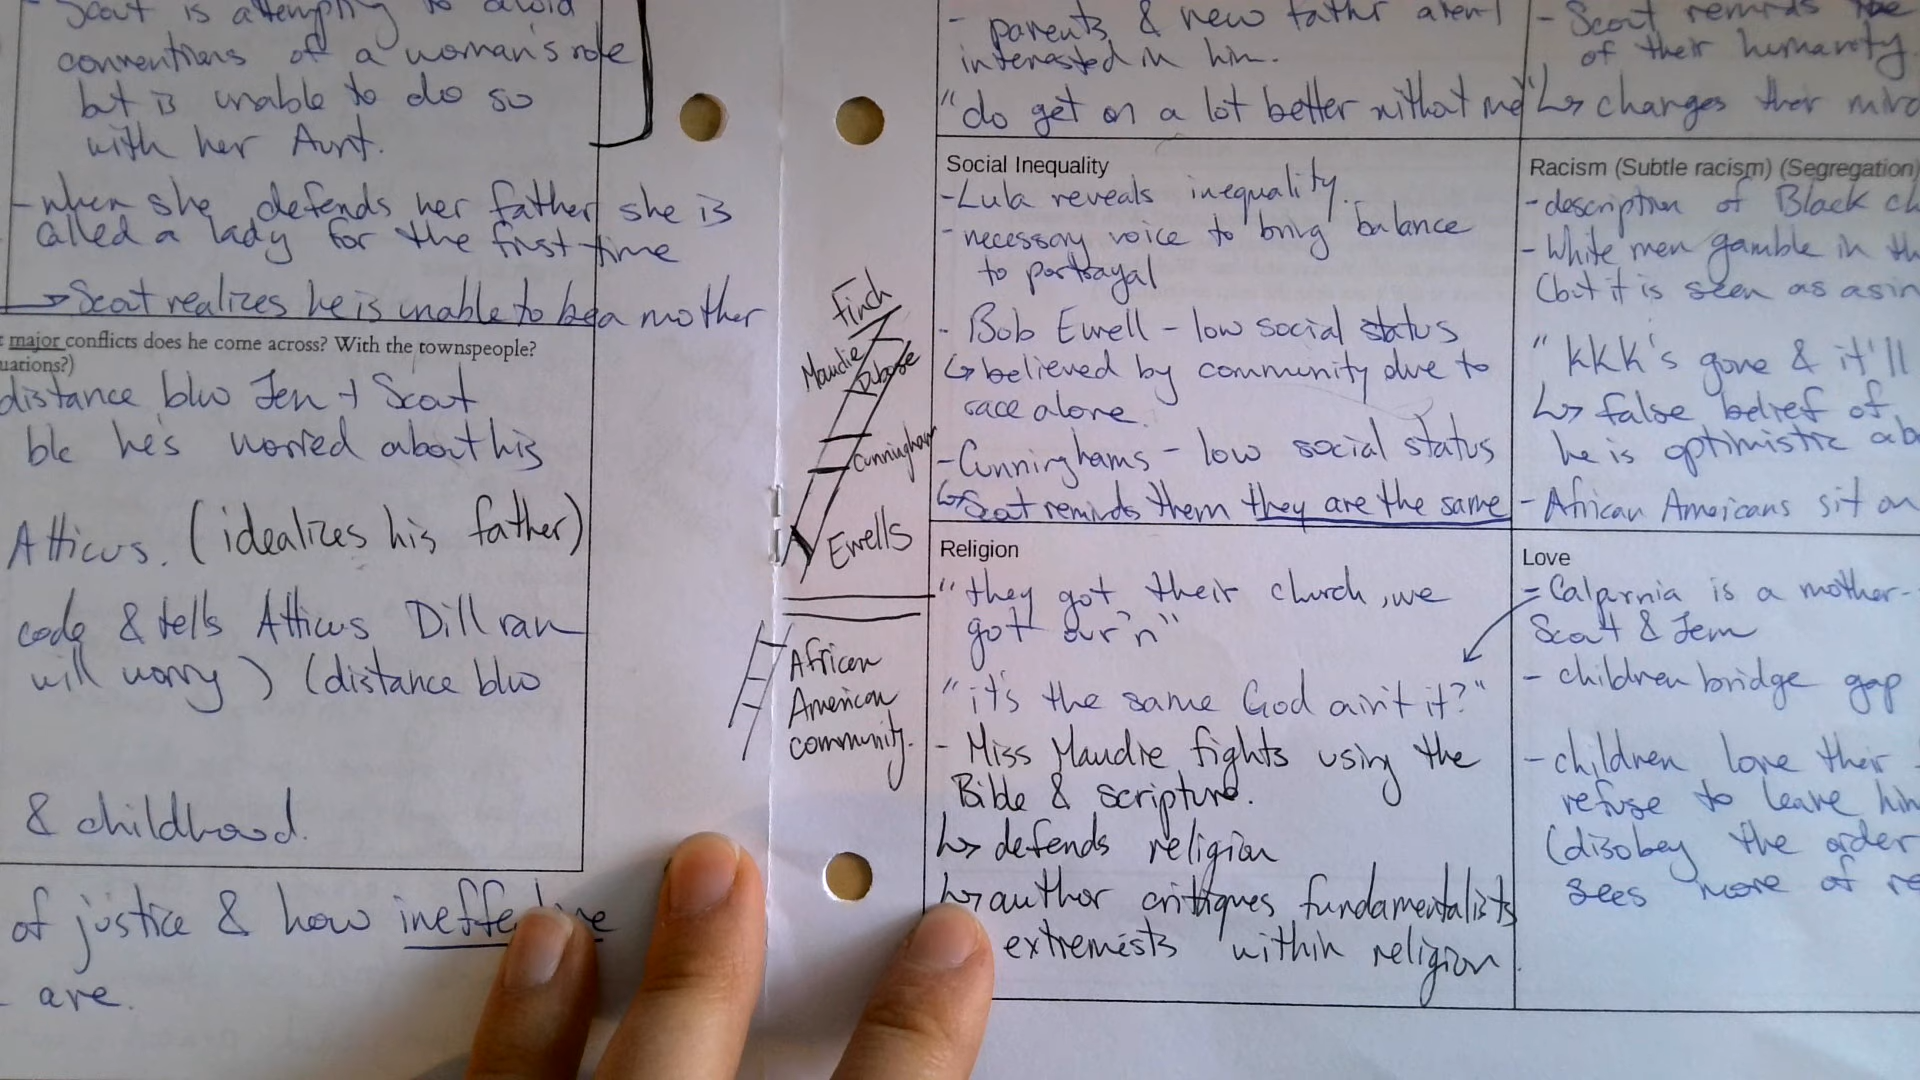 Scout is attempting to avoid
conventions of a woman's role
but is unable to do so
with her Aunt.
- when she defends her father she is
called a lady for the first time
→ Scout realizes he is unable to be a mother
major conflicts does he come across? With the townspeople?
uations?)
distance b/w Jem + Scout
b/c he's worried about his
Atticus. (idealizes his father)
code & tells Atticus Dill ran
will worry) (distance b/w
& childhood.
of justice & how ineffective
are.
Finch
Maudie
Dubose
Cunningham
Ewells
African
American
community.
- parents & new father aren't
interested in him.
"do get on a lot better without me"
Social Inequality
- Lula reveals inequality.
- necessary voice to bring balance
to portrayal
- Bob Ewell - low social status
↳ believed by community due to
race alone.
- Cunninghams - low social status
↳ Scout reminds them they are the same
Religion
"they got their church, we
got our'n"
"it's the same God ain't it?"
- Miss Maudie fights using the
Bible & scripture.
↳ defends religion
↳ author critiques fundamentalists
extremists within religion.
- Scout reminds the
of their humanity.
↳ changes their mind
Racism (Subtle racism) (Segregation)
- description of Black ch
- White men gamble in th
(but it is seen as a sin
"KKK's gone & it'll
↳ false belief of
he is optimistic ab
- African Americans sit on
Love
- Calpurnia is a mother-
Scout & Jem
- children bridge gap
- children love their
refuse to leave him
(disobey the order
sees more of re